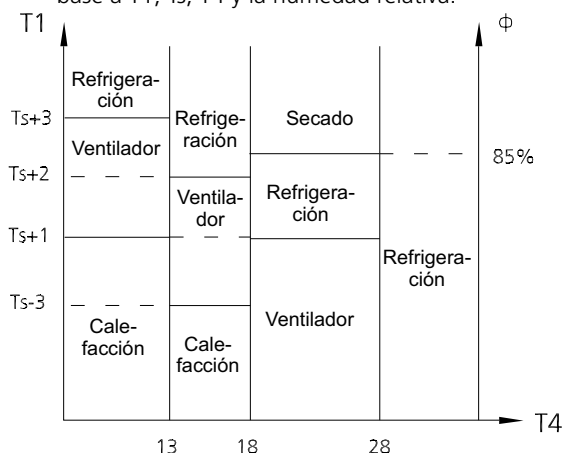 base a T1, Ts, T4 y la humedad relativa.
T1
Φ
Refrigera-
ción
Ts+3
Refrige-
ración
Secado
Ventilador
85%
Ts+2
Ventila-
dor
Refrigera-
ción
Ts+1
Refrigera-
ción
Ts-3
Ventilador
Cale-
facción
Cale-
facción
T4
13
18
28